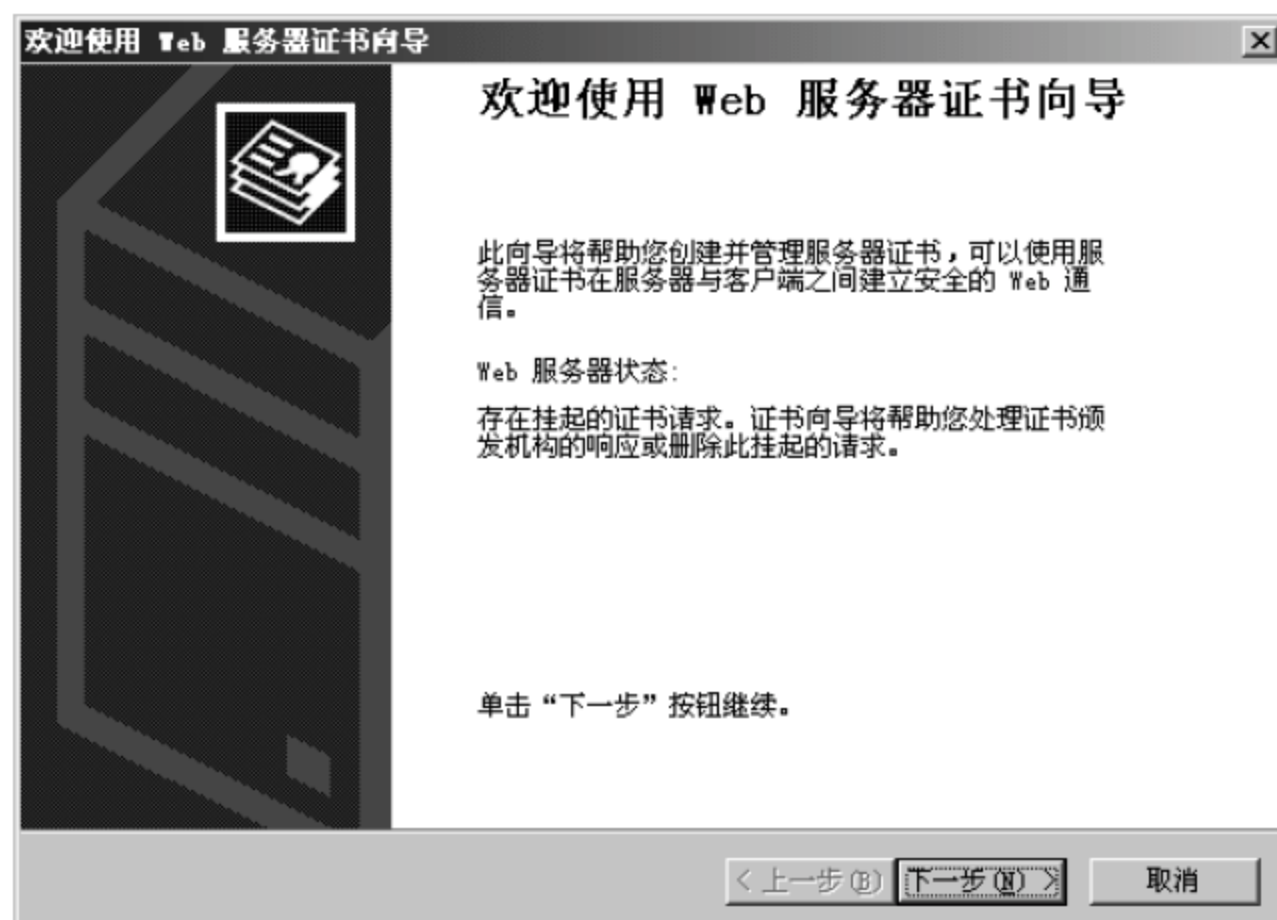 欢迎使用 Web 服务器证书向导
欢迎使用 Web 服务器证书向导
此向导将帮助您创建并管理服务器证书，可以使用服
务器证书在服务器与客户端之间建立安全的 Web 通
信。
Web 服务器状态:
存在挂起的证书请求。证书向导将帮助您处理证书颁
发机构的响应或删除此挂起的请求。
单击“下一步”按钮继续。
< 上一步(B) 下一步(N) > 取消